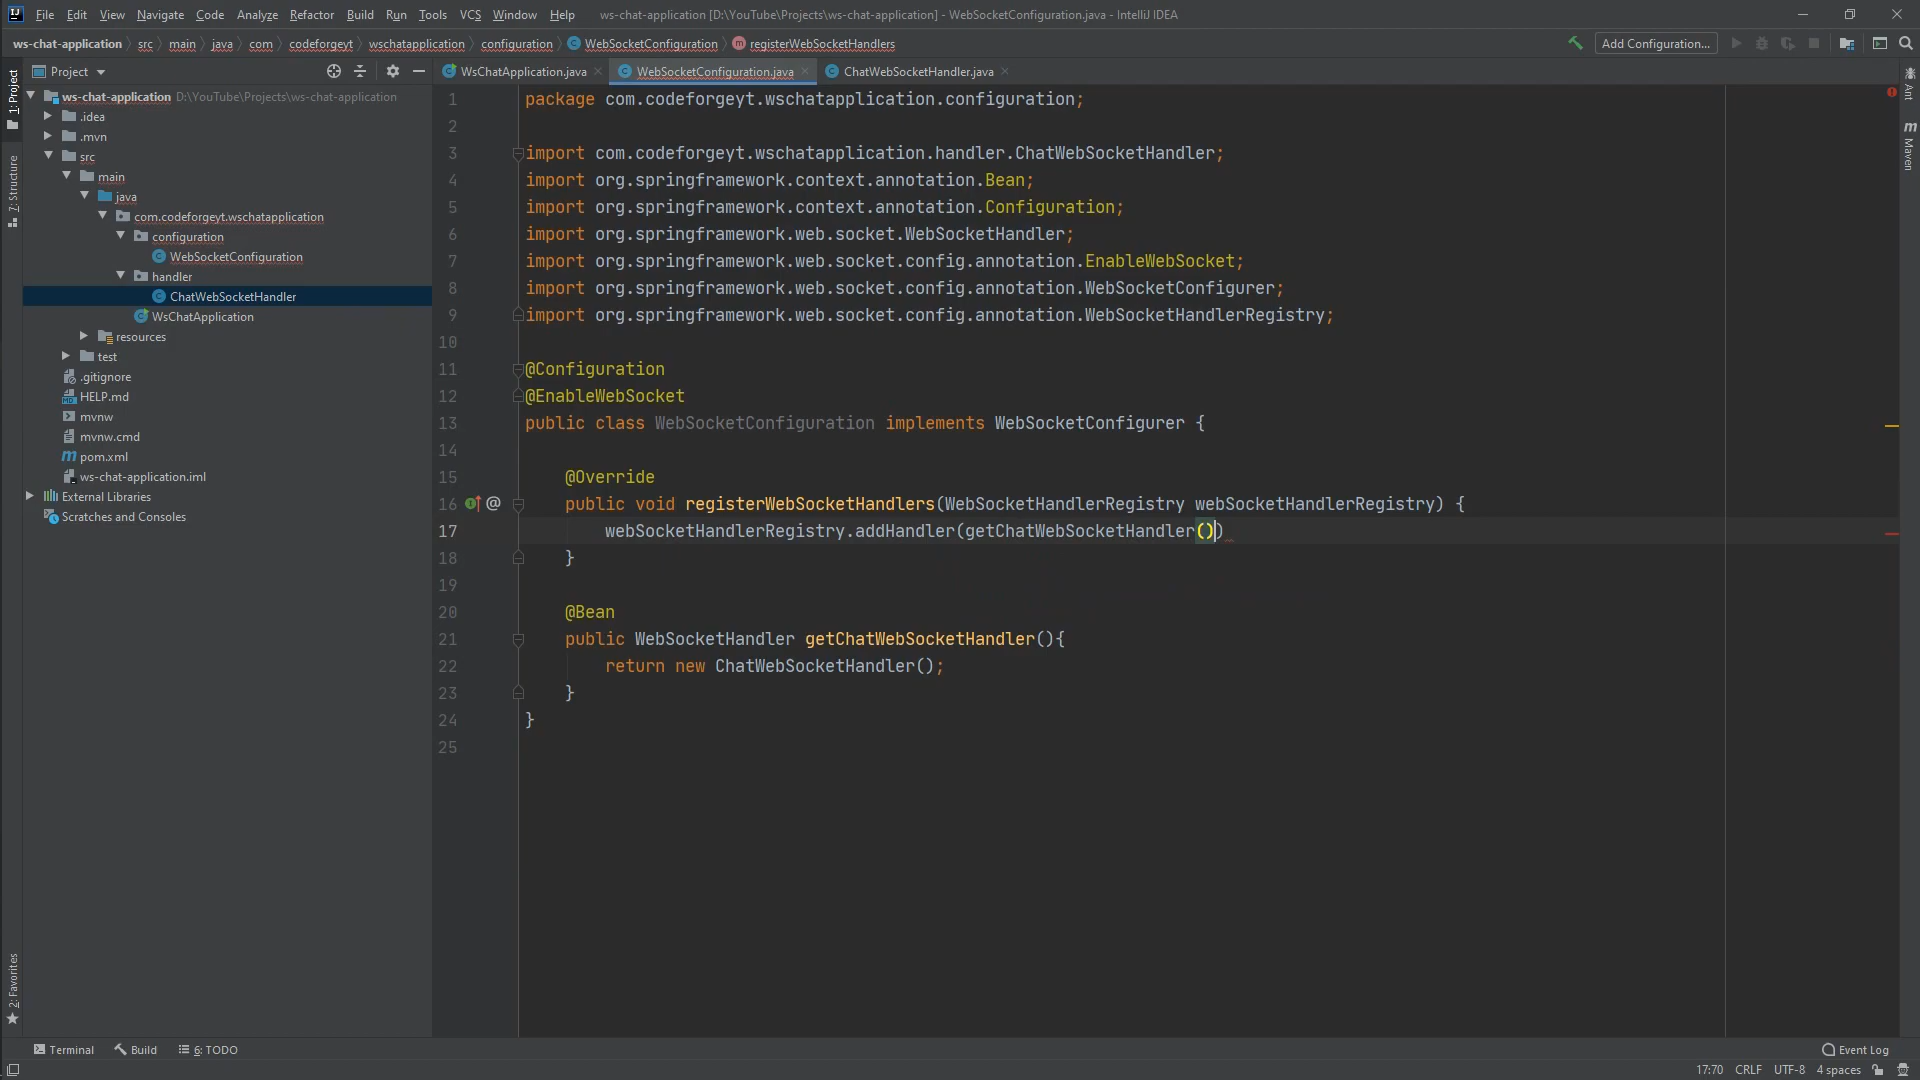 File Edit View Navigate Code Analyze Refactor Build Run Tools VCS Window Help ws-chat-application [D:\YouTube\Projects\ws-chat-application] - WebSocketConfiguration.java - IntelliJ IDEA
ws-chat-application src main java com codeforgeyt wschatapplication configuration WebSocketConfiguration registerWebSocketHandlers Add Configuration...
Project
WsChatApplication.java WebSocketConfiguration.java ChatWebSocketHandler.java
1: Project
7: Structure
2: Favorites
Ant
Maven
ws-chat-application D:\YouTube\Projects\ws-chat-application
.idea
.mvn
src
main
java
com.codeforgeyt.wschatapplication
configuration
WebSocketConfiguration
handler
ChatWebSocketHandler
WsChatApplication
resources
test
.gitignore
HELP.md
mvnw
mvnw.cmd
pom.xml
ws-chat-application.iml
External Libraries
Scratches and Consoles
1 package com.codeforgeyt.wschatapplication.configuration;
2
3 import com.codeforgeyt.wschatapplication.handler.ChatWebSocketHandler;
4 import org.springframework.context.annotation.Bean;
5 import org.springframework.context.annotation.Configuration;
6 import org.springframework.web.socket.WebSocketHandler;
7 import org.springframework.web.socket.config.annotation.EnableWebSocket;
8 import org.springframework.web.socket.config.annotation.WebSocketConfigurer;
9 import org.springframework.web.socket.config.annotation.WebSocketHandlerRegistry;
10
11 @Configuration
12 @EnableWebSocket
13 public class WebSocketConfiguration implements WebSocketConfigurer {
14
15 @Override
16 public void registerWebSocketHandlers(WebSocketHandlerRegistry webSocketHandlerRegistry) {
17 webSocketHandlerRegistry.addHandler(getChatWebSocketHandler())
18 }
19
20 @Bean
21 public WebSocketHandler getChatWebSocketHandler(){
22 return new ChatWebSocketHandler();
23 }
24 }
25
Terminal Build 6: TODO Event Log
17:70 CRLF UTF-8 4 spaces